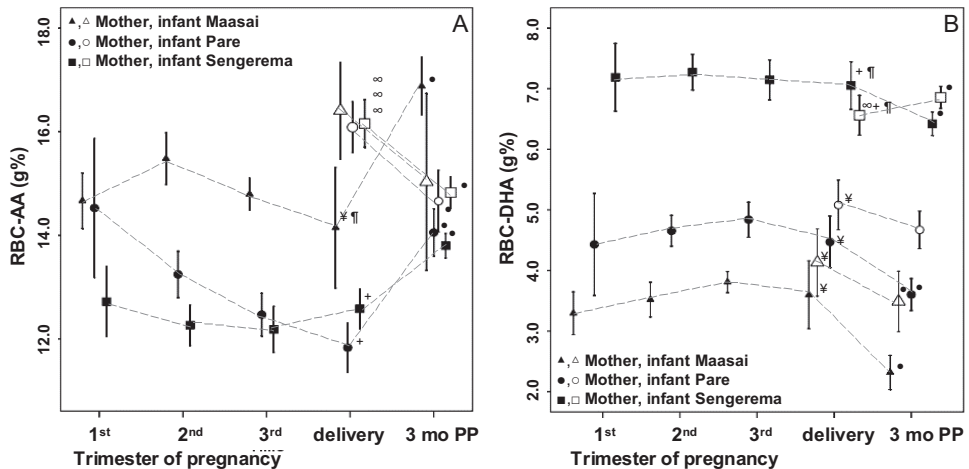 A
▲,△ Mother, infant Maasai
●,○ Mother, infant Pare
■,□ Mother, infant Sengerema
RBC-AA (g%)
18.0
16.0
14.0
12.0
∞
∞
∞
¥ ¶
+
+
1st 2nd 3rd delivery 3 mo PP
Trimester of pregnancy
B
RBC-DHA (g%)
8.0
7.0
6.0
5.0
4.0
3.0
2.0
+ ¶
∞+ ¶
¥
¥
¥
¥
▲,△ Mother, infant Maasai
●,○ Mother, infant Pare
■,□ Mother, infant Sengerema
1st 2nd 3rd delivery 3 mo PP
Trimester of pregnancy